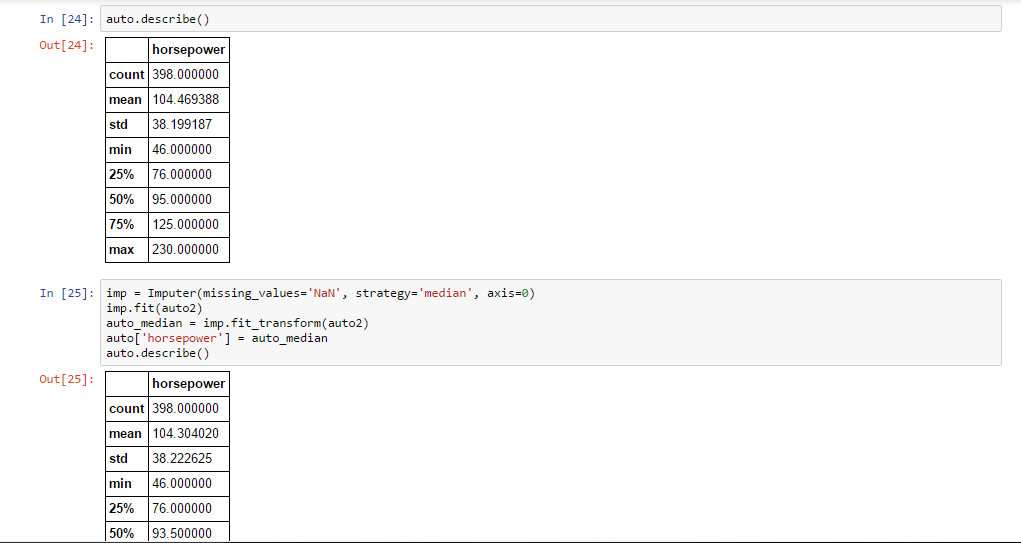 In [24]: auto.describe()
Out[24]:
horsepower
count 398.000000
mean 104.469388
std 38.199187
min 46.000000
25% 76.000000
50% 95.000000
75% 125.000000
max 230.000000
In [25]: imp = Imputer(missing_values='NaN', strategy='median', axis=0)
imp.fit(auto2)
auto_median = imp.fit_transform(auto2)
auto['horsepower'] = auto_median
auto.describe()
Out[25]:
horsepower
count 398.000000
mean 104.304020
std 38.222625
min 46.000000
25% 76.000000
50% 93.500000